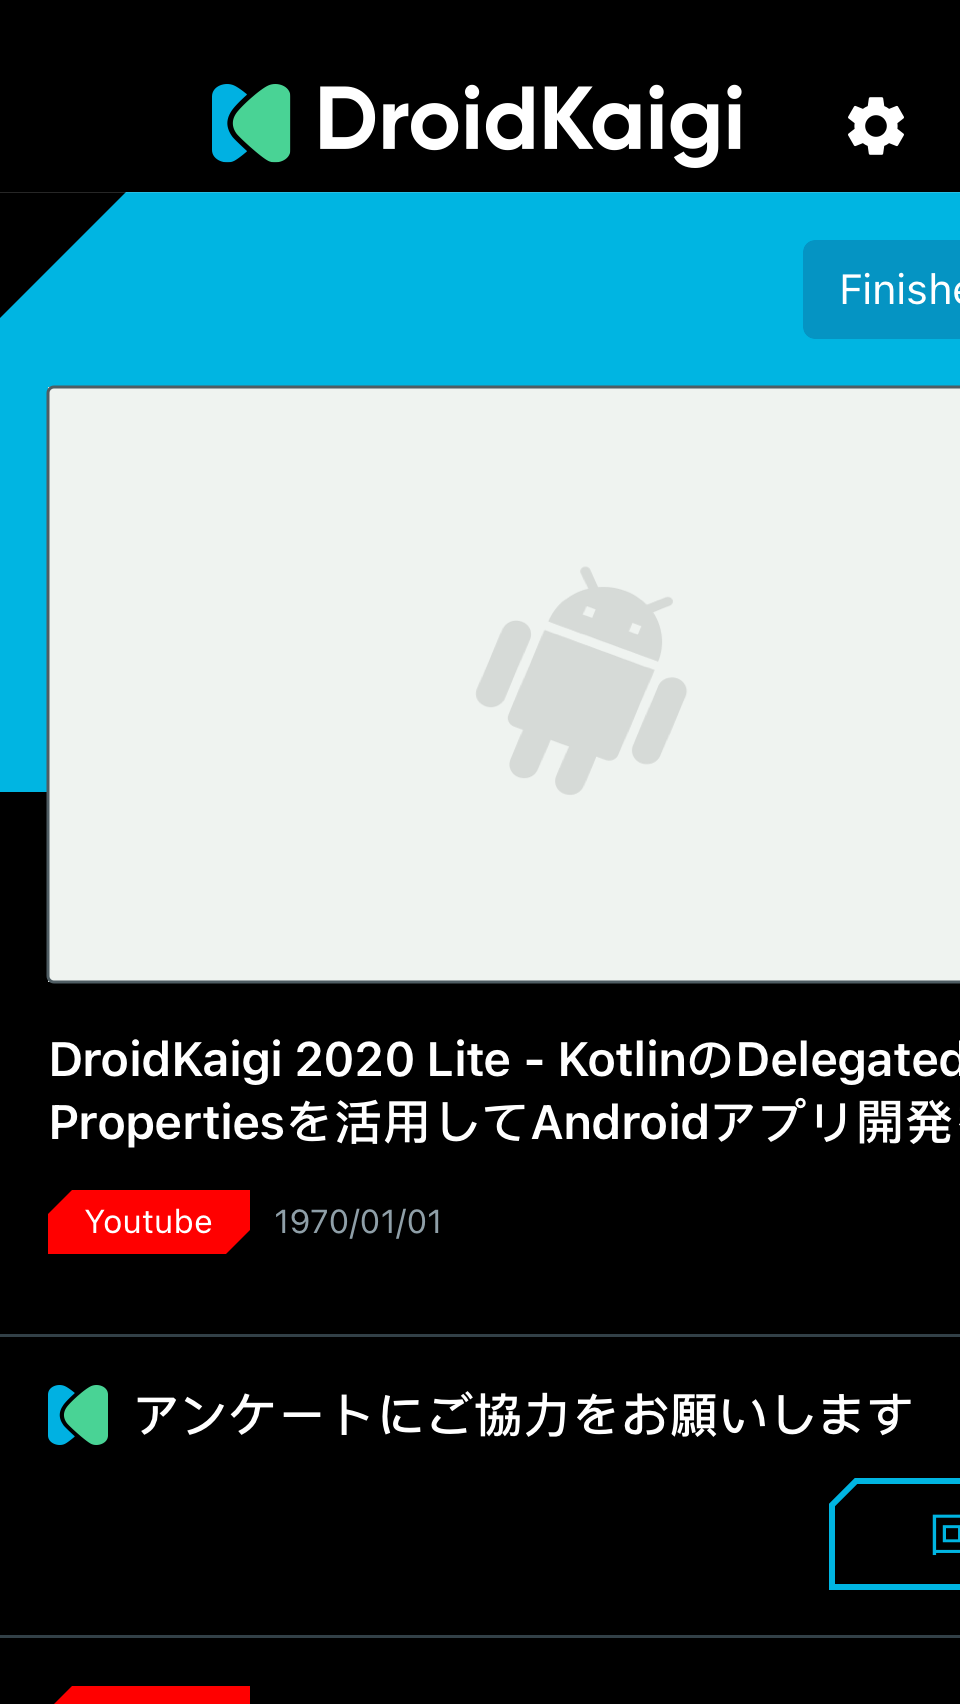 DroidKaigi
Finishe
DroidKaigi 2020 Lite - KotlinのDelegated
Propertiesを活用してAndroidアプリ開発
Youtube 1970/01/01
アンケートにご協力をお願いします
回